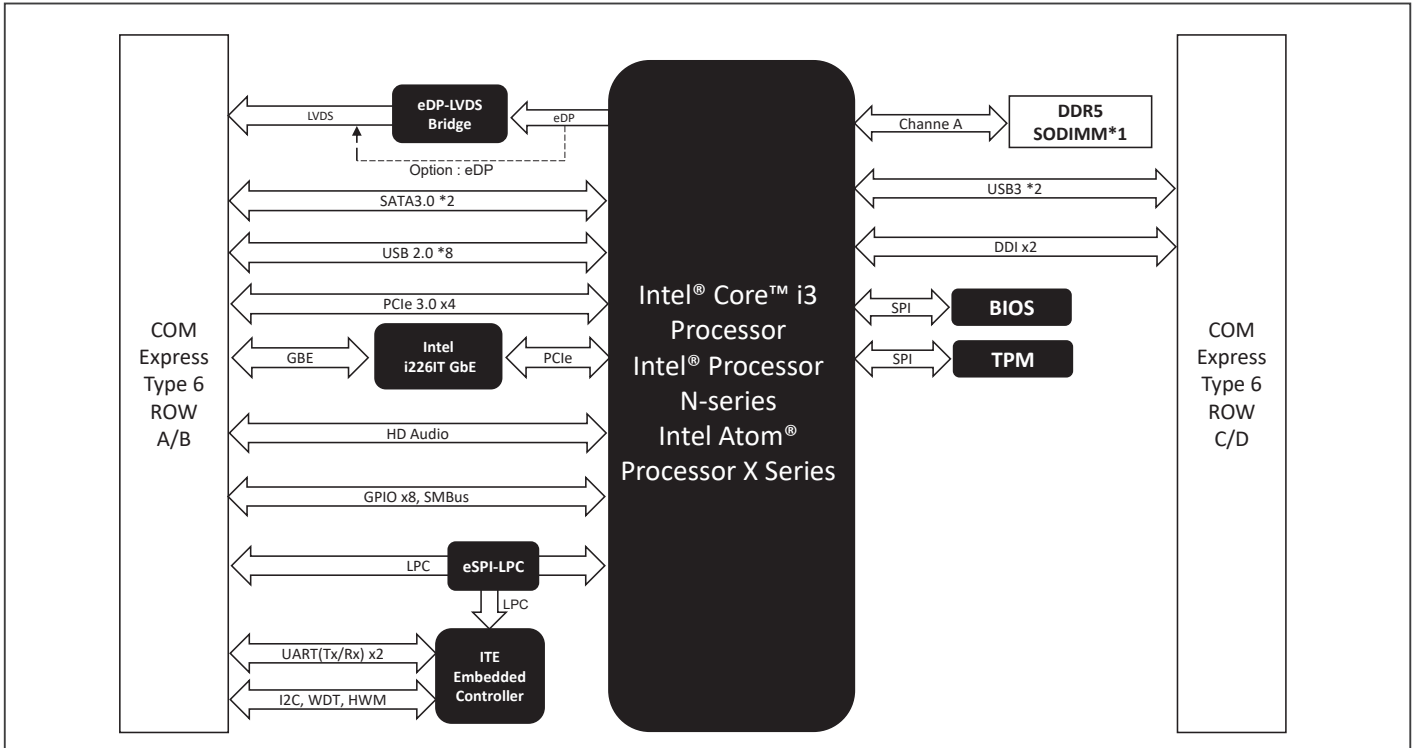 COM
Express
Type 6
ROW
A/B
LVDS
eDP-LVDS
Bridge
eDP
Option : eDP
SATA3.0 *2
USB 2.0 *8
PCIe 3.0 x4
GBE
Intel
i226IT GbE
PCIe
HD Audio
GPIO x8, SMBus
LPC
eSPI-LPC
LPC
UART(Tx/Rx) x2
I2C, WDT, HWM
ITE
Embedded
Controller
Intel® Core™ i3
Processor
Intel® Processor
N-series
Intel Atom®
Processor X Series
Channe A
DDR5
SODIMM*1
USB3 *2
DDI x2
SPI
BIOS
SPI
TPM
COM
Express
Type 6
ROW
C/D